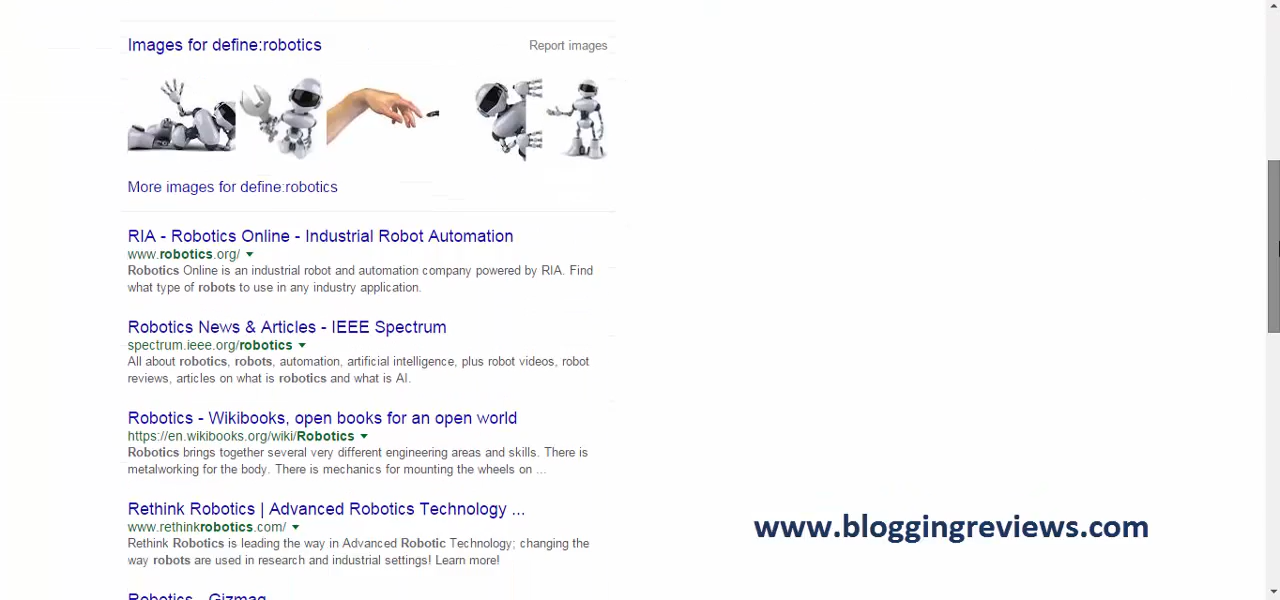 Images for define:robotics
Report images
More images for define:robotics
RIA - Robotics Online - Industrial Robot Automation
www.robotics.org/
Robotics Online is an industrial robot and automation company powered by RIA. Find
what type of robots to use in any industry application.
Robotics News & Articles - IEEE Spectrum
spectrum.ieee.org/robotics
All about robotics, robots, automation, artificial intelligence, plus robot videos, robot
reviews, articles on what is robotics and what is AI.
Robotics - Wikibooks, open books for an open world
https://en.wikibooks.org/wiki/Robotics
Robotics brings together several very different engineering areas and skills. There is
metalworking for the body. There is mechanics for mounting the wheels on ...
Rethink Robotics | Advanced Robotics Technology ...
www.rethinkrobotics.com/
Rethink Robotics is leading the way in Advanced Robotic Technology; changing the
way robots are used in research and industrial settings! Learn more!
Robotics - Gizmag
www.bloggingreviews.com